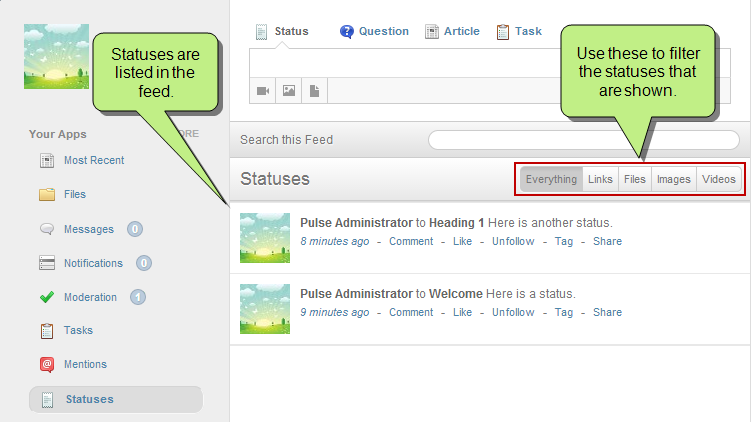 Statuses are
listed in the
feed.
Status
Question
Article
Task
Use these to filter
the statuses that
are shown.
Your Apps
ORE
Search this Feed
Statuses
Everything
Links
Files
Images
Videos
Most Recent
Files
Messages 0
Notifications 0
Moderation 1
Tasks
Mentions
Statuses
Pulse Administrator to Heading 1 Here is another status.
8 minutes ago - Comment - Like - Unfollow - Tag - Share
Pulse Administrator to Welcome Here is a status.
9 minutes ago - Comment - Like - Unfollow - Tag - Share